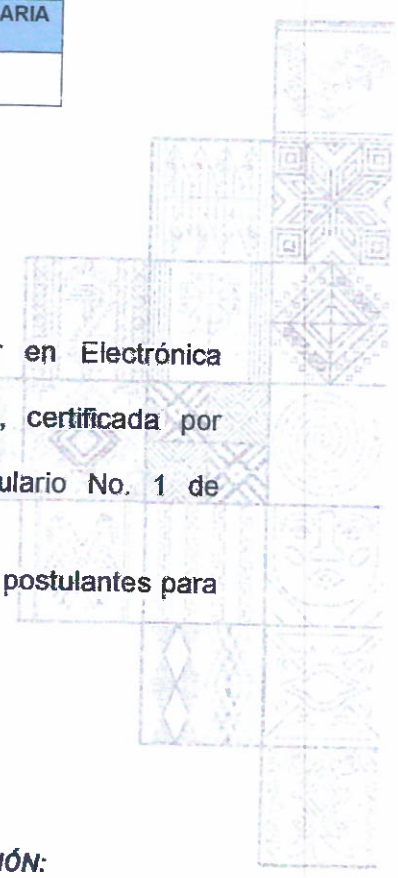 ARIA
en Electrónica
, certificada por
ulario No. 1 de
postulantes para
IÓN: